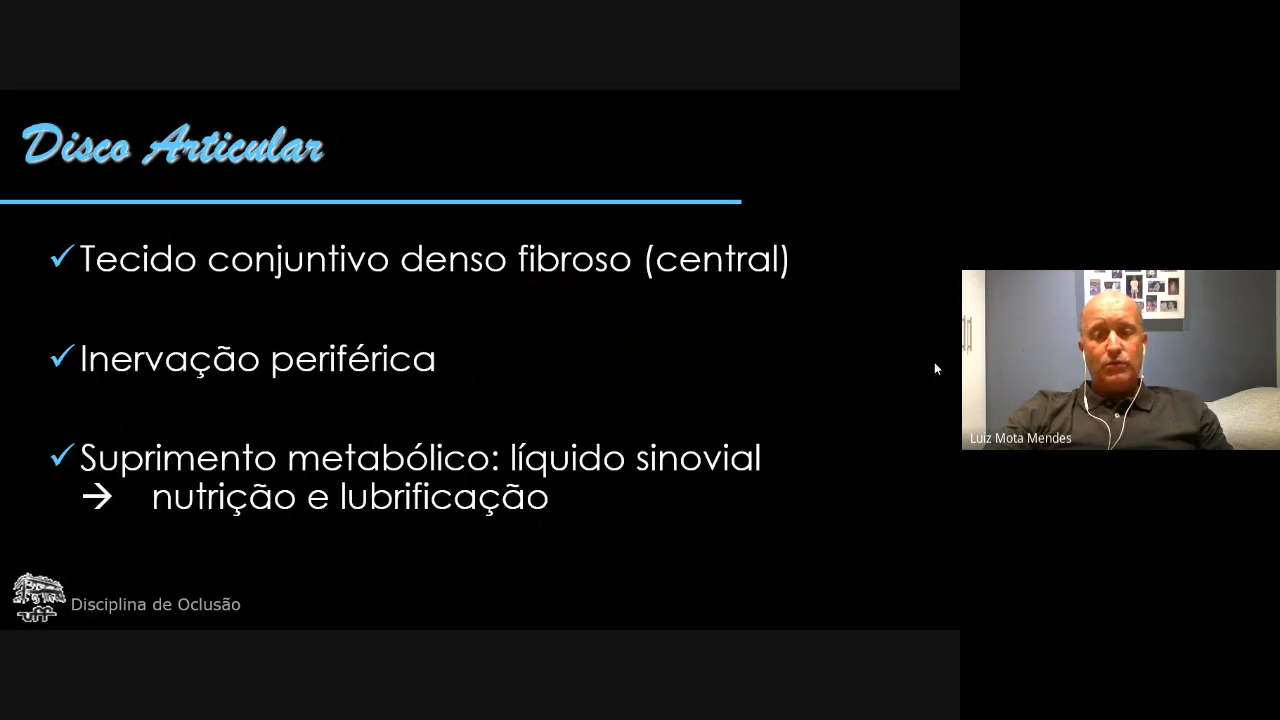 Disco Articular
✓Tecido conjuntivo denso fibroso (central)
✓Inervação periférica
✓Suprimento metabólico: líquido sinovial
→ nutrição e lubrificação
uff
Disciplina de Oclusão
Luiz Mota Mendes